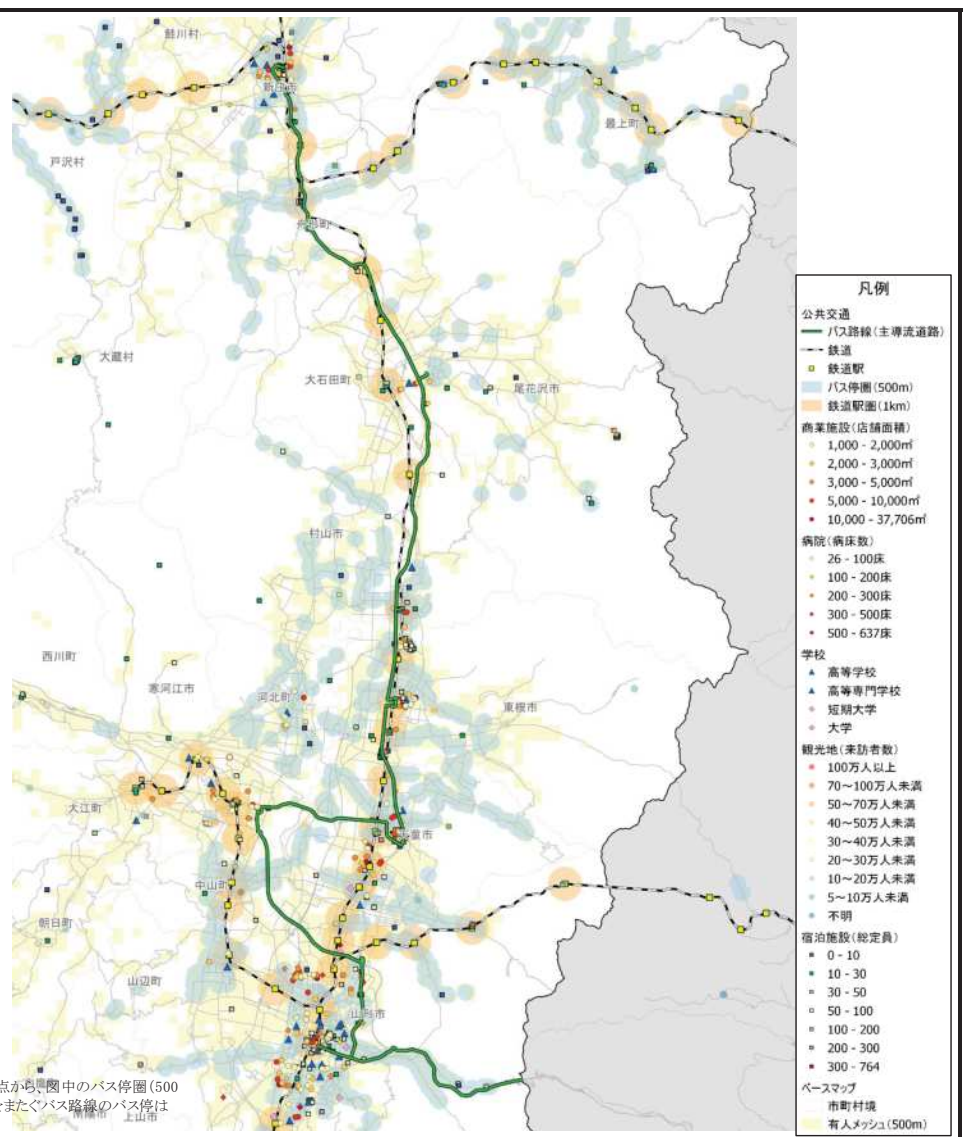 鮭川村
新庄市
最上町
戸沢村
舟形町
大蔵村
大石田町
尾花沢市
村山市
西川町
寒河江市
河北町
東根市
大江町
天童市
中山町
朝日町
山辺町
山形市
上山市
南陽市
点から、図中のバス停圏(500
をまたぐバス路線のバス停は
凡例
公共交通
バス路線(主導流道路)
鉄道
鉄道駅
バス停圏(500m)
鉄道駅圏(1km)
商業施設(店舗面積)
1,000 - 2,000㎡
2,000 - 3,000㎡
3,000 - 5,000㎡
5,000 - 10,000㎡
10,000 - 37,706㎡
病院(病床数)
26 - 100床
100 - 200床
200 - 300床
300 - 500床
500 - 637床
学校
高等学校
高等専門学校
短期大学
大学
観光地(来訪者数)
100万人以上
70～100万人未満
50～70万人未満
40～50万人未満
30～40万人未満
20～30万人未満
10～20万人未満
5～10万人未満
不明
宿泊施設(総定員)
0 - 10
10 - 30
30 - 50
50 - 100
100 - 200
200 - 300
300 - 764
ベースマップ
市町村境
有人メッシュ(500m)